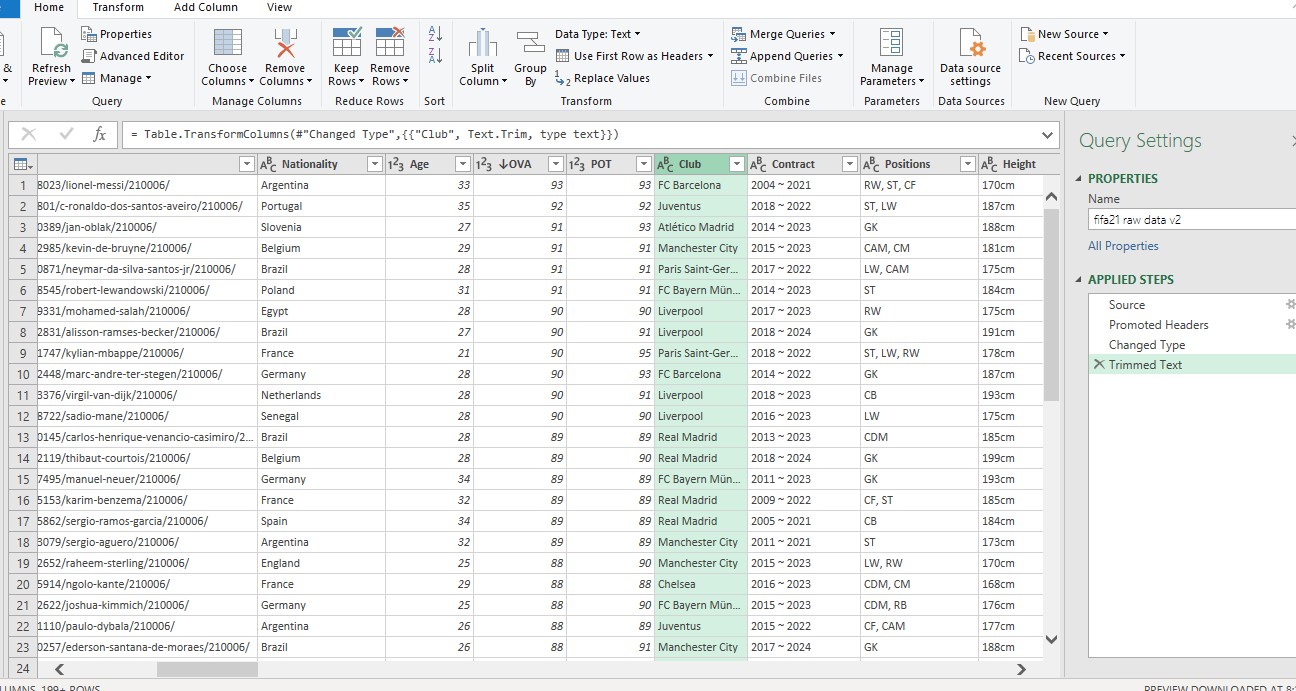 Home Transform Add Column View
Refresh Preview Properties Advanced Editor Manage Query
Choose Columns Remove Columns Manage Columns
Keep Rows Remove Rows Reduce Rows
A Z Z A Sort
Split Column Group By Data Type: Text Use First Row as Headers 1 2 Replace Values Transform
Merge Queries Append Queries Combine Files Combine
Manage Parameters Parameters
Data source settings Data Sources
New Source Recent Sources New Query
fx = Table.TransformColumns(#"Changed Type",{{"Club", Text.Trim, type text}})
ABC Nationality 123 Age 123 ↓OVA 123 POT ABC Club ABC Contract ABC Positions ABC Height
1 8023/lionel-messi/210006/ Argentina 33 93 93 FC Barcelona 2004 ~ 2021 RW, ST, CF 170cm
2 801/c-ronaldo-dos-santos-aveiro/210006/ Portugal 35 92 92 Juventus 2018 ~ 2022 ST, LW 187cm
3 0389/jan-oblak/210006/ Slovenia 27 91 93 Atlético Madrid 2014 ~ 2023 GK 188cm
4 2985/kevin-de-bruyne/210006/ Belgium 29 91 91 Manchester City 2015 ~ 2023 CAM, CM 181cm
5 0871/neymar-da-silva-santos-jr/210006/ Brazil 28 91 91 Paris Saint-Ger... 2017 ~ 2022 LW, CAM 175cm
6 8545/robert-lewandowski/210006/ Poland 31 91 91 FC Bayern Mün... 2014 ~ 2023 ST 184cm
7 9331/mohamed-salah/210006/ Egypt 28 90 90 Liverpool 2017 ~ 2023 RW 175cm
8 2831/alisson-ramses-becker/210006/ Brazil 27 90 91 Liverpool 2018 ~ 2024 GK 191cm
9 1747/kylian-mbappe/210006/ France 21 90 95 Paris Saint-Ger... 2018 ~ 2022 ST, LW, RW 178cm
10 2448/marc-andre-ter-stegen/210006/ Germany 28 90 93 FC Barcelona 2014 ~ 2022 GK 187cm
11 3376/virgil-van-dijk/210006/ Netherlands 28 90 91 Liverpool 2018 ~ 2023 CB 193cm
12 8722/sadio-mane/210006/ Senegal 28 90 90 Liverpool 2016 ~ 2023 LW 175cm
13 0145/carlos-henrique-venancio-casimiro/2... Brazil 28 89 89 Real Madrid 2013 ~ 2023 CDM 185cm
14 2119/thibaut-courtois/210006/ Belgium 28 89 90 Real Madrid 2018 ~ 2024 GK 199cm
15 7495/manuel-neuer/210006/ Germany 34 89 89 FC Bayern Mün... 2011 ~ 2023 GK 193cm
16 5153/karim-benzema/210006/ France 32 89 89 Real Madrid 2009 ~ 2022 CF, ST 185cm
17 5862/sergio-ramos-garcia/210006/ Spain 34 89 89 Real Madrid 2005 ~ 2021 CB 184cm
18 3079/sergio-aguero/210006/ Argentina 32 89 89 Manchester City 2011 ~ 2021 ST 173cm
19 2652/raheem-sterling/210006/ England 25 88 90 Manchester City 2015 ~ 2023 LW, RW 170cm
20 5914/ngolo-kante/210006/ France 29 88 88 Chelsea 2016 ~ 2023 CDM, CM 168cm
21 2622/joshua-kimmich/210006/ Germany 25 88 90 FC Bayern Mün... 2015 ~ 2023 CDM, RB 176cm
22 1110/paulo-dybala/210006/ Argentina 26 88 89 Juventus 2015 ~ 2022 CF, CAM 177cm
23 0257/ederson-santana-de-moraes/210006/ Brazil 26 88 91 Manchester City 2017 ~ 2024 GK 188cm
24
Query Settings
PROPERTIES
Name
fifa21 raw data v2
All Properties
APPLIED STEPS
Source
Promoted Headers
Changed Type
Trimmed Text
199+ ROWS PREVIEW DOWNLOADED AT